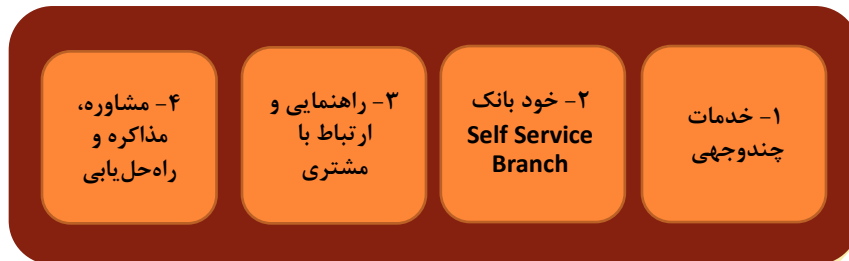 ۱- خدمات
چندوجهی
۲- خود بانک
Self Service
Branch
۳- راهنمایی و
ارتباط با
مشتری
۴- مشاوره،
مذاکره و
راه‌حل‌یابی